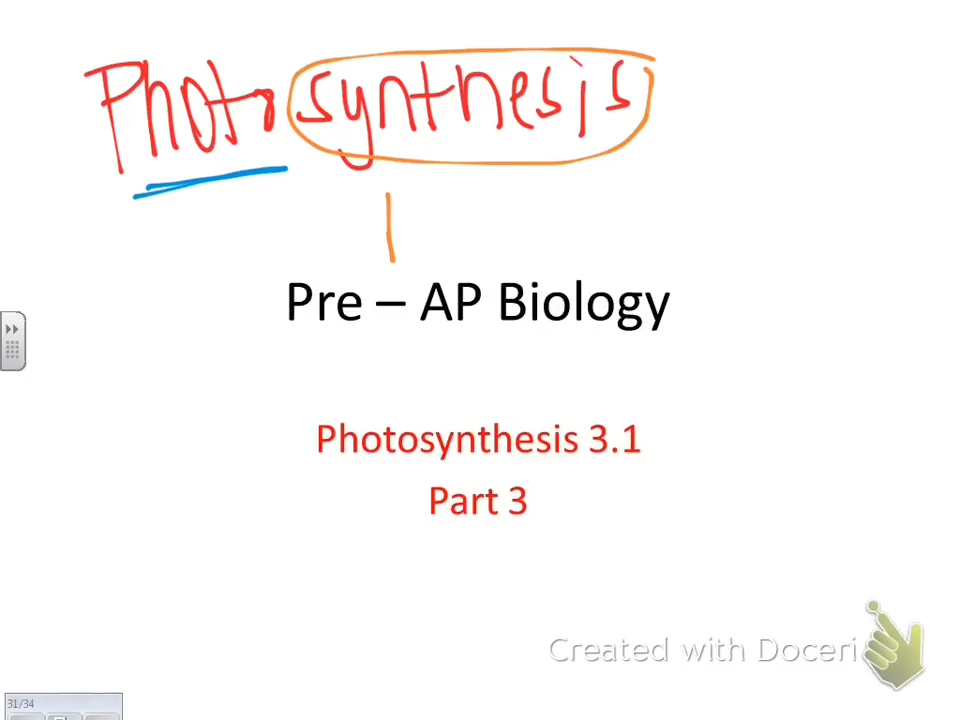 Photosynthesis
Pre – AP Biology
Photosynthesis 3.1
Part 3
Created with Doceri
31/34